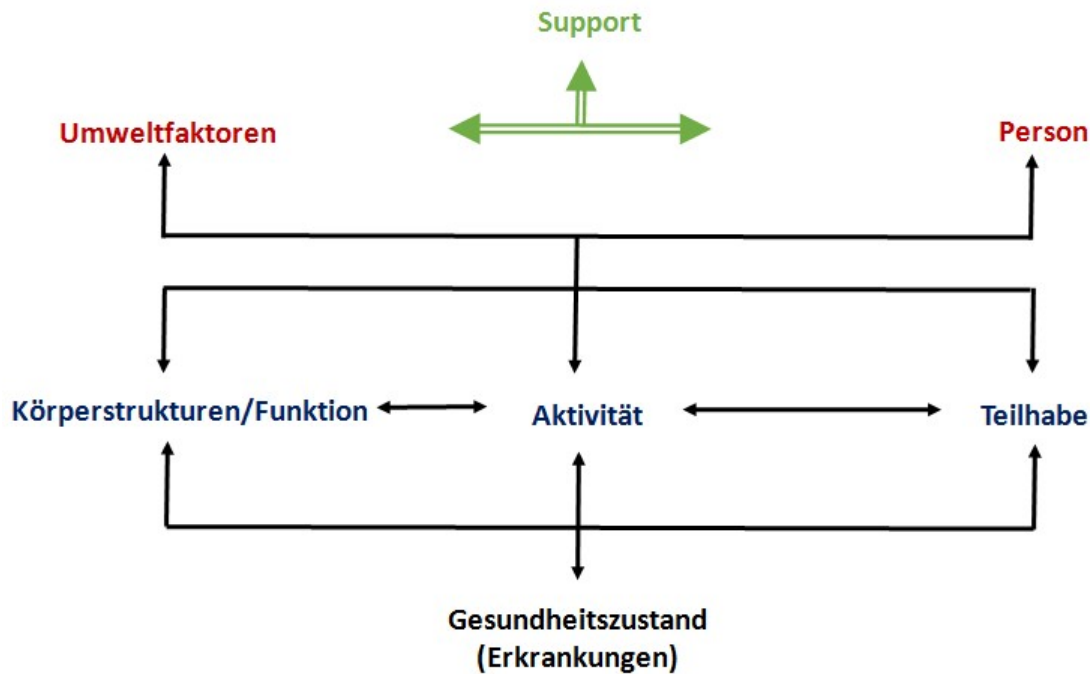 Support
Umweltfaktoren
Person
Körperstrukturen/Funktion
Aktivität
Teilhabe
Gesundheitszustand
(Erkrankungen)